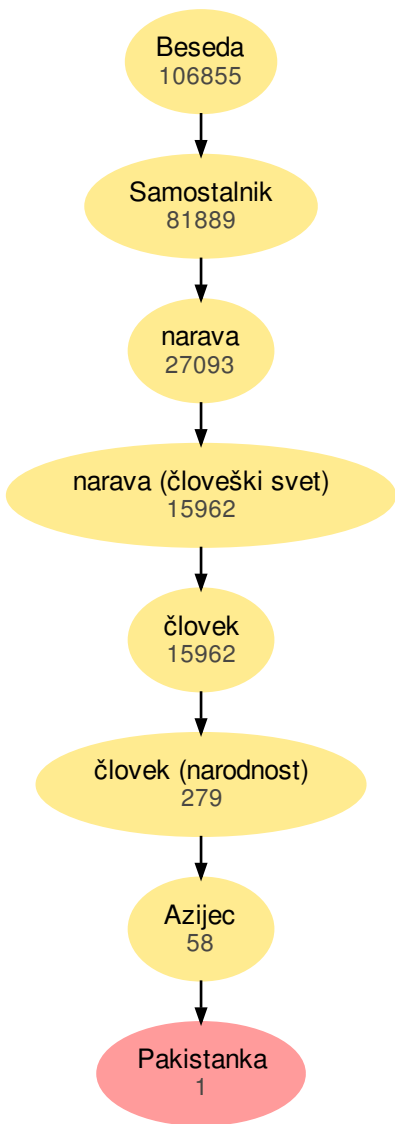 Beseda
106855
Samostalnik
81889
narava
27093
narava (človeški svet)
15962
človek
15962
človek (narodnost)
279
Azijec
58
Pakistanka
1